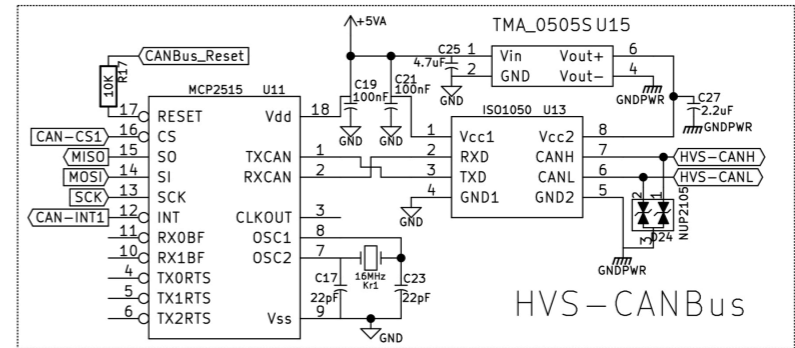 +5VA
TMA_0505S U15
CANBus_Reset
R17
10K
C25
4.7uF
1 Vin Vout+ 6
2 GND Vout- 4
GND
GNDPWR
MCP2515 U11
C19
100nF
C21
100nF
ISO1050 U13
C27
2.2uF
GNDPWR
17 RESET Vdd 18
GND
GND
CAN-CS1 16 CS
1 Vcc1 Vcc2 8
MISO 15 SO TXCAN 1
2 RXD CANH 7 HVS-CANH
MOSI 14 SI RXCAN 2
3 TXD CANL 6 HVS-CANL
SCK 13 SCK
4 GND1 GND2 5
GND
2 1
3
D24
NUP2105
CAN-INT1 12 INT CLKOUT 3
11 RX0BF OSC1 8
10 RX1BF OSC2 7
GNDPWR
4 TX0RTS
C17
22pF
16MHz
Kr1
C23
22pF
5 TX1RTS
6 TX2RTS Vss 9
GND
HVS-CANBus